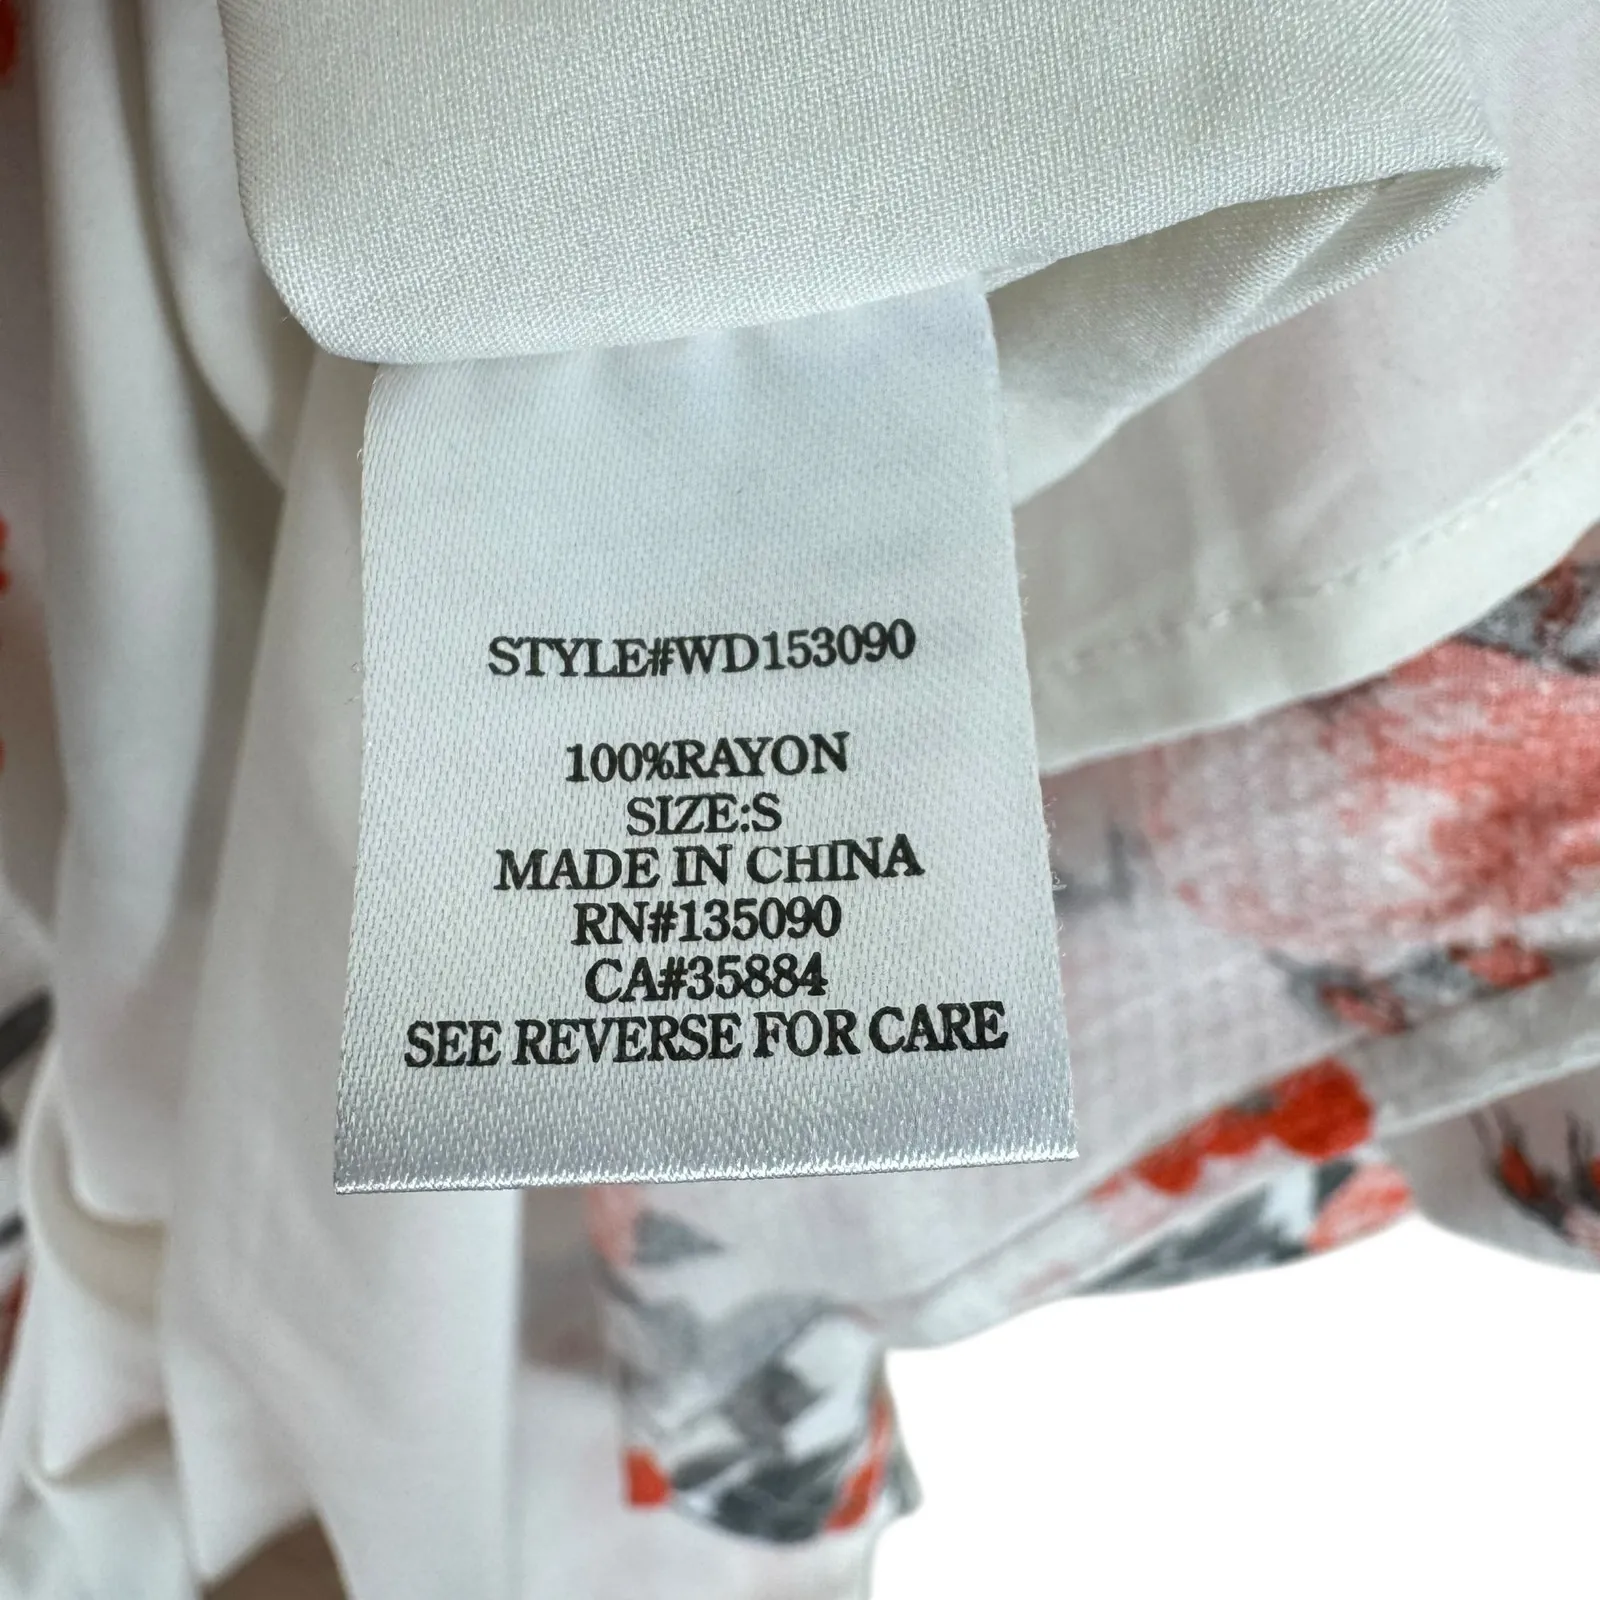 STYLE#WD153090
100%RAYON
SIZE:S
MADE IN CHINA
RN#135090
CA#35884
SEE REVERSE FOR CARE